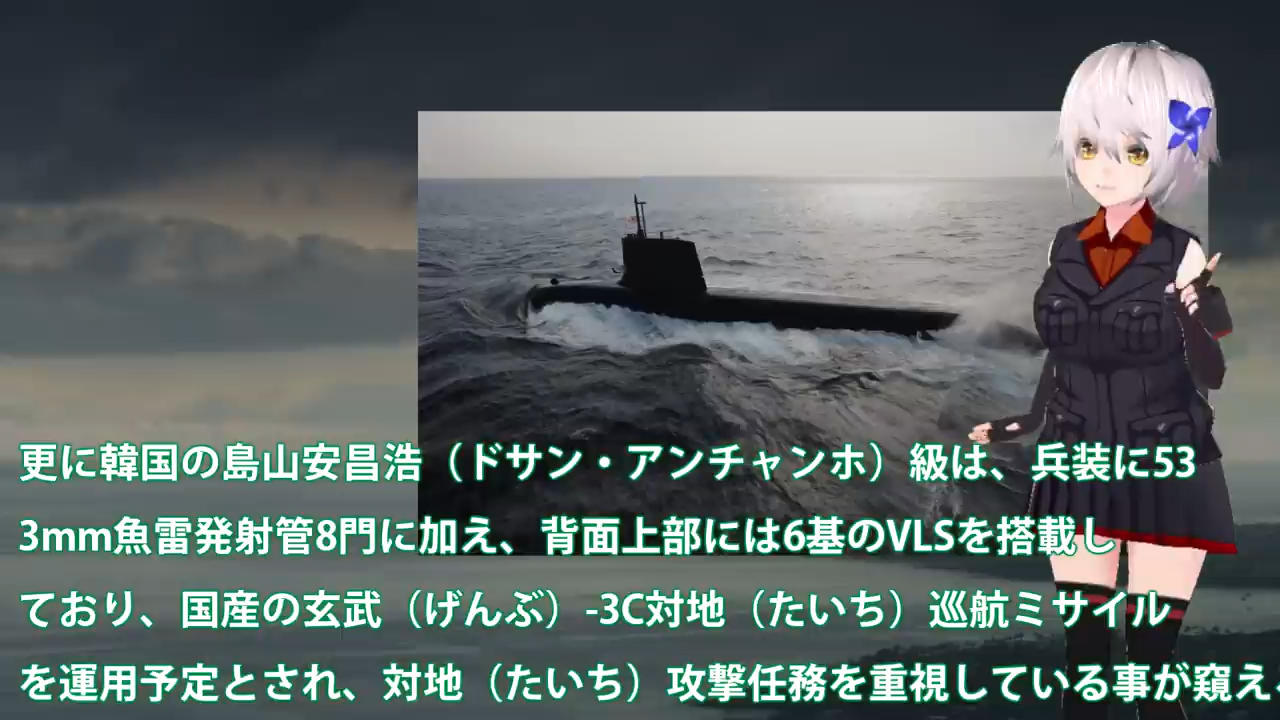 更に韓国の島山安昌浩（ドサン・アンチャンホ）級は、兵装に53
3mm魚雷発射管8門に加え、背面上部には6基のVLSを搭載し
ており、国産の玄武（げんぶ）-3C対地（たいち）巡航ミサイル
を運用予定とされ、対地（たいち）攻撃任務を重視している事が窺え